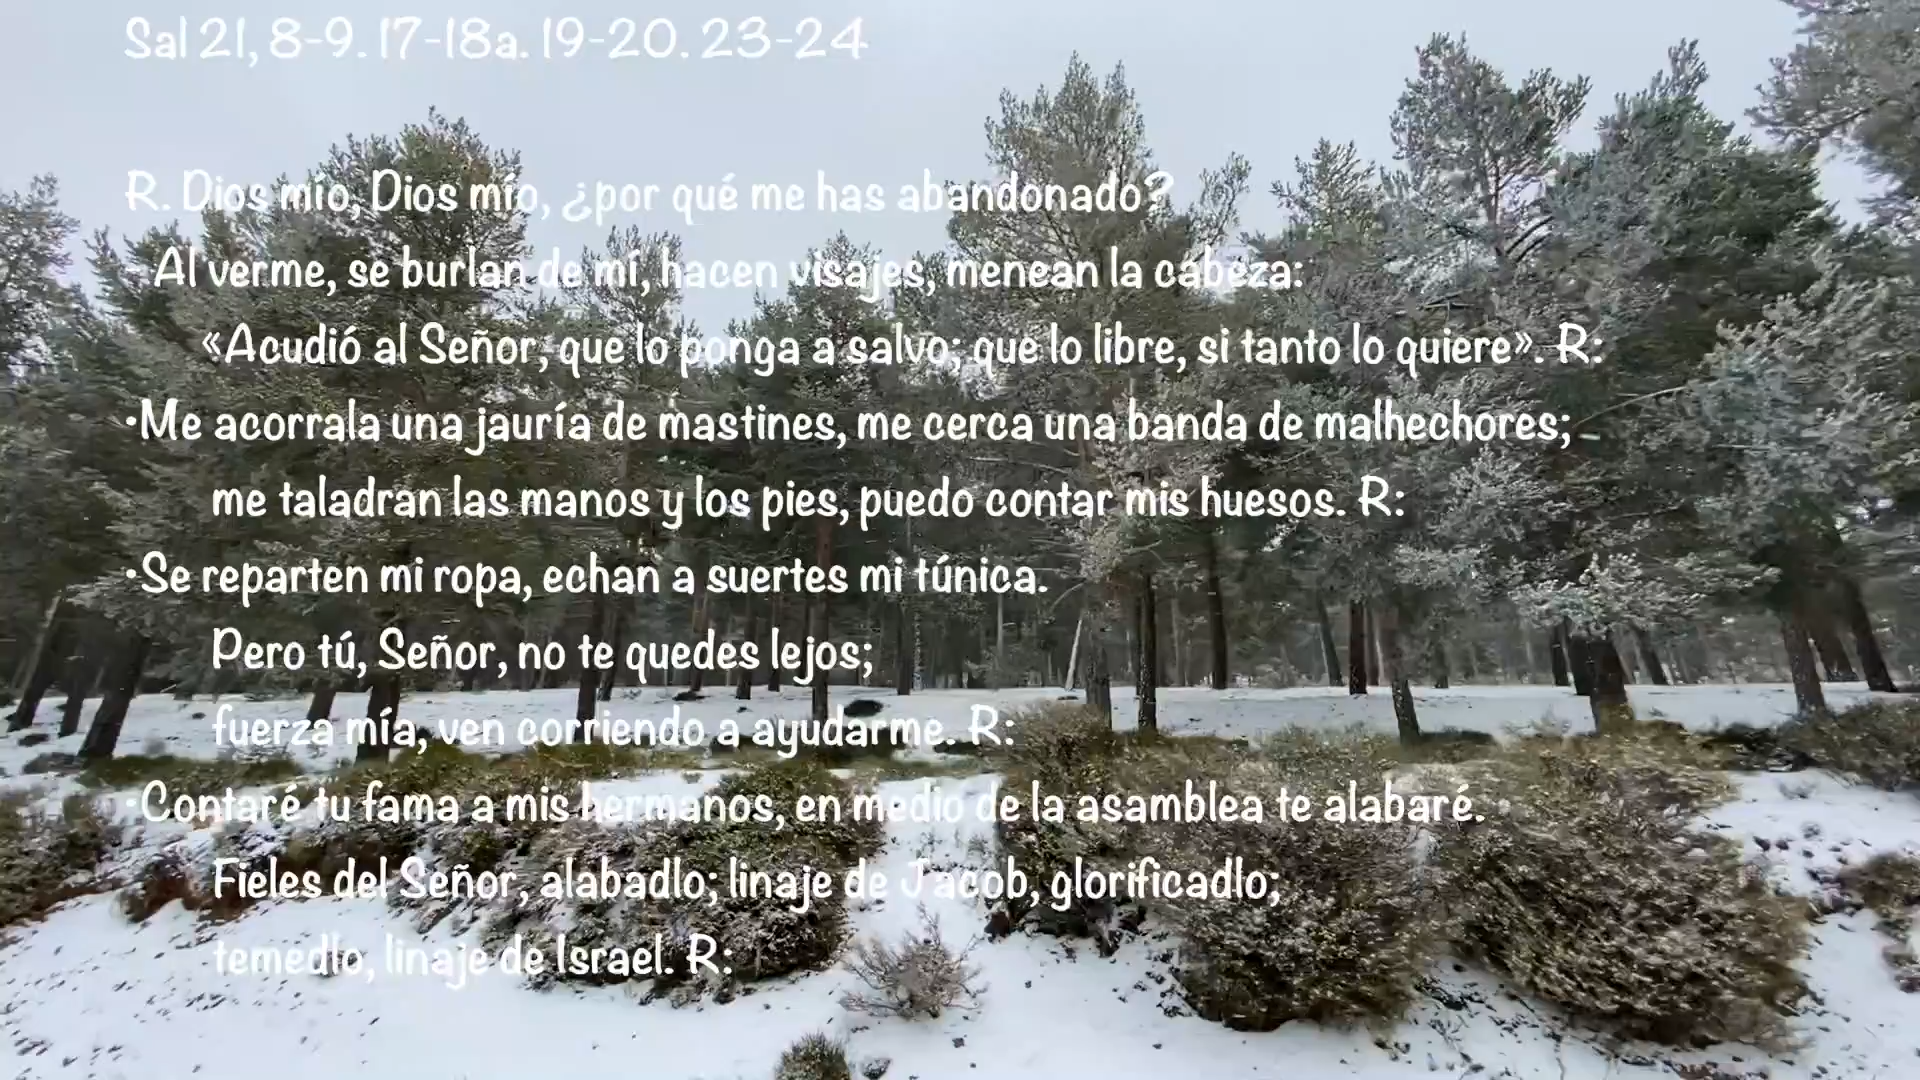 Sal 21, 8-9. 17-18a. 19-20. 23-24
R. Dios mío, Dios mío, ¿por qué me has abandonado?
· Al verme, se burlan de mí, hacen visajes, menean la cabeza:
«Acudió al Señor, que lo ponga a salvo; que lo libre, si tanto lo quiere». R:
·Me acorrala una jauría de mastines, me cerca una banda de malhechores;
me taladran las manos y los pies, puedo contar mis huesos. R:
·Se reparten mi ropa, echan a suertes mi túnica.
Pero tú, Señor, no te quedes lejos;
fuerza mía, ven corriendo a ayudarme. R:
·Contaré tu fama a mis hermanos, en medio de la asamblea te alabaré.
Fieles del Señor, alabadlo; linaje de Jacob, glorificadlo;
temedlo, linaje de Israel. R: